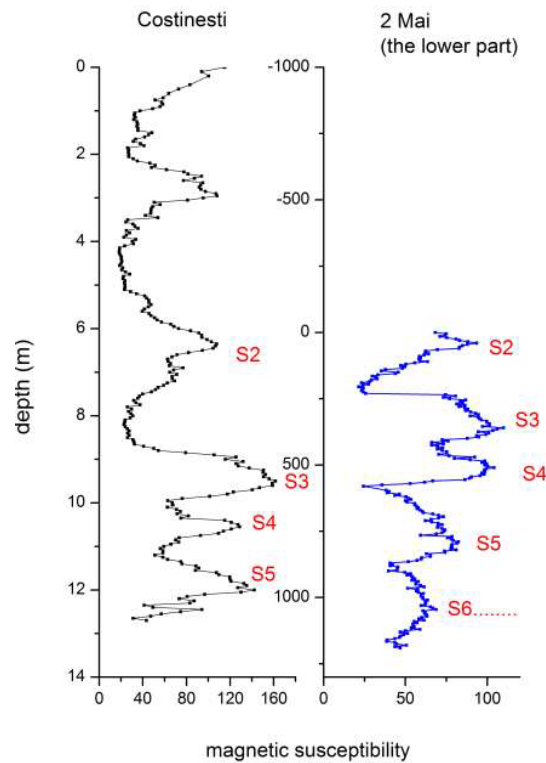 Costinesti
2 Mai
(the lower part)
depth (m)
0
2
4
6
8
10
12
14
0 40 80 120 160
S2
S3
S4
S5
-1000
-500
0
500
1000
0 50 100
S2
S3
S4
S5
S6........
magnetic susceptibility